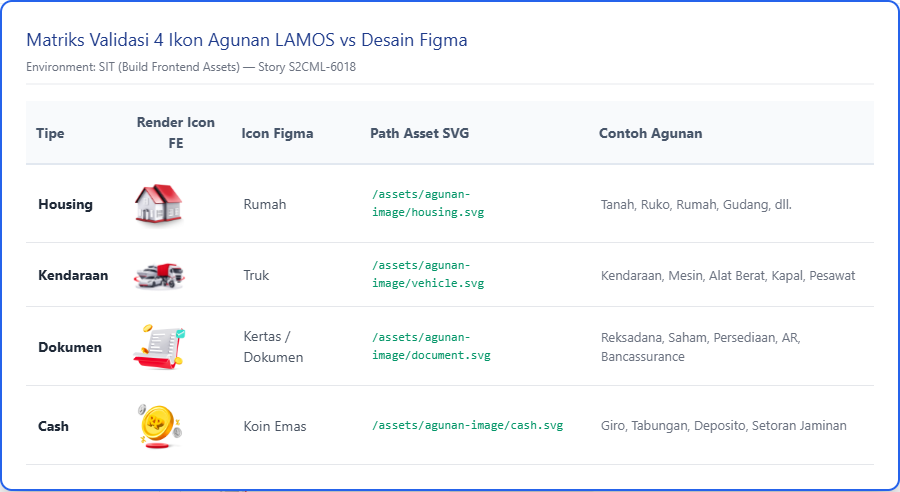 Matriks Validasi 4 Ikon Agunan LAMOS vs Desain Figma
Environment: SIT (Build Frontend Assets) — Story S2CML-6018
Tipe
Render Icon
FE
Icon Figma
Path Asset SVG
Contoh Agunan
Housing
Rumah
/assets/agunan-
image/housing.svg
Tanah, Ruko, Rumah, Gudang, dll.
Kendaraan
Truk
/assets/agunan-
image/vehicle.svg
Kendaraan, Mesin, Alat Berat, Kapal, Pesawat
Dokumen
Kertas /
Dokumen
/assets/agunan-
image/document.svg
Reksadana, Saham, Persediaan, AR,
Bancassurance
Cash
Koin Emas
/assets/agunan-image/cash.svg
Giro, Tabungan, Deposito, Setoran Jaminan